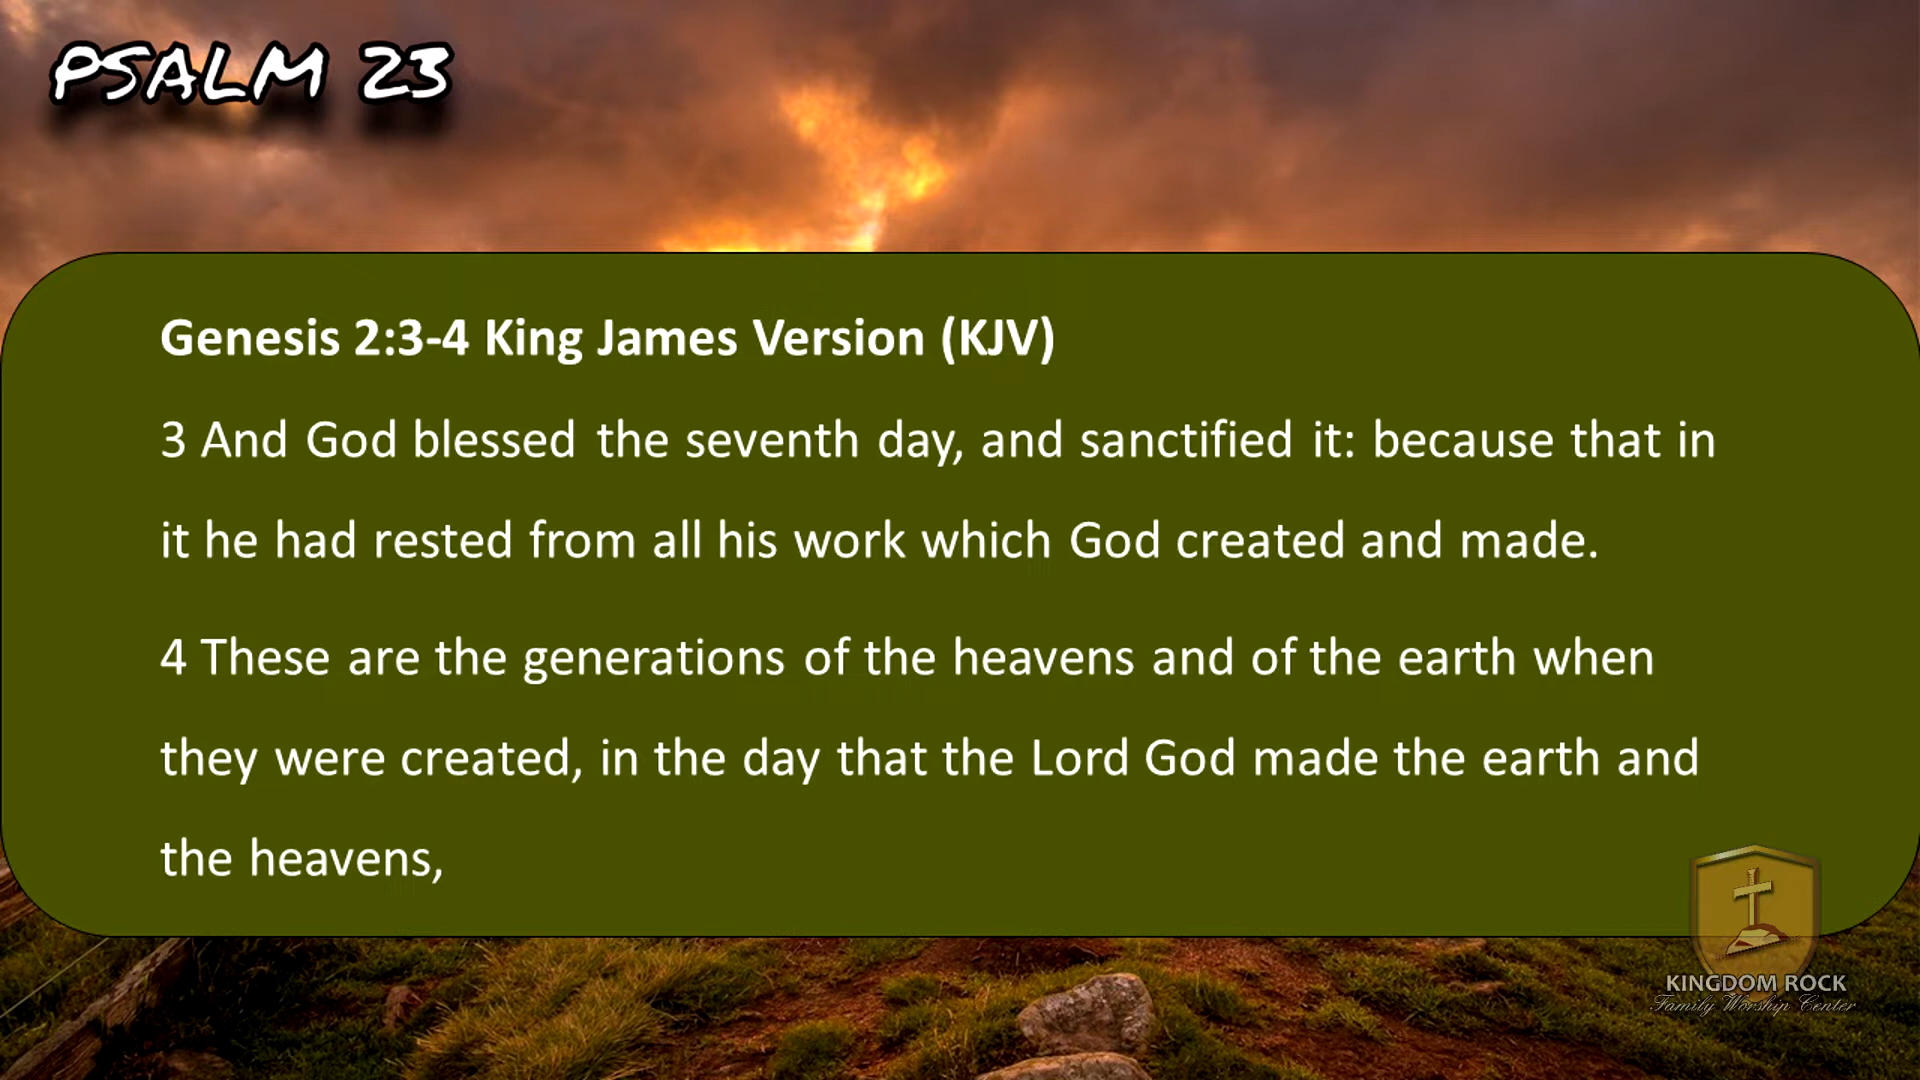 PSALM 23
Genesis 2:3-4 King James Version (KJV)
3 And God blessed the seventh day, and sanctified it: because that in
it he had rested from all his work which God created and made.
4 These are the generations of the heavens and of the earth when
they were created, in the day that the Lord God made the earth and
the heavens,
KINGDOM ROCK
Family Worship Center